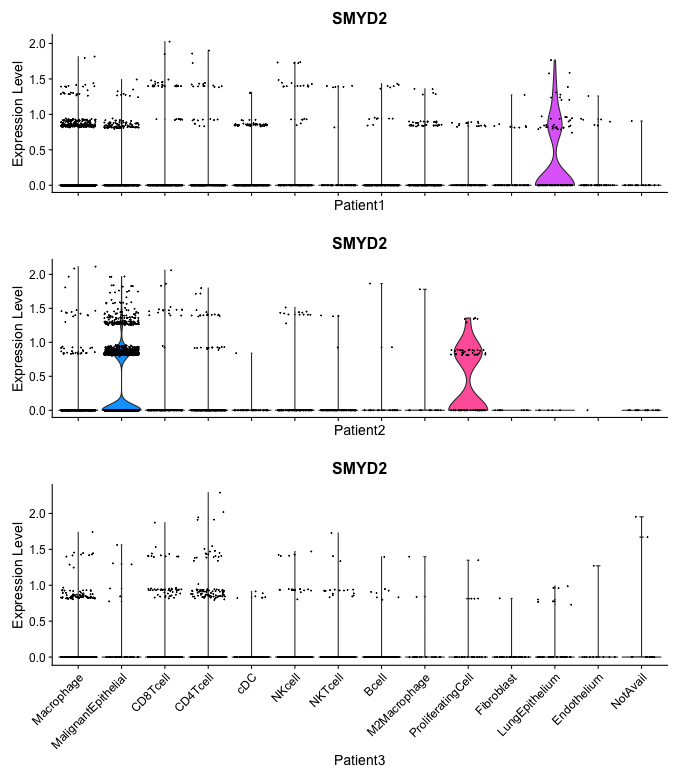 SMYD2
Expression Level
2.0
1.5
1.0
0.5
0.0
Patient1
SMYD2
Expression Level
2.0
1.5
1.0
0.5
0.0
Patient2
SMYD2
Expression Level
2.0
1.5
1.0
0.5
0.0
Macrophage
MalignantEpithelial
CD8Tcell
CD4Tcell
cDC
NKcell
NKTcell
Bcell
M2Macrophage
ProliferatingCell
Fibroblast
LungEpithelium
Endothelium
NotAvail
Patient3